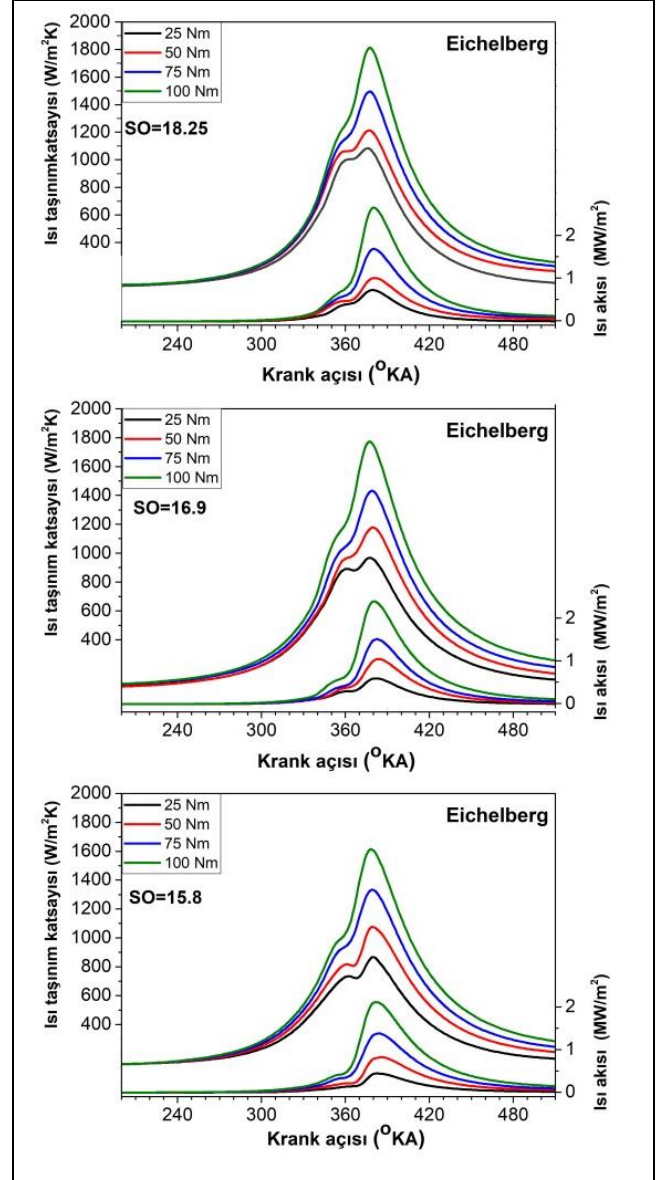 Isı taşınımkatsayısı (W/m²K)
2000
1800
1600
1400
1200
1000
800
600
400
25 Nm
50 Nm
75 Nm
100 Nm
SO=18.25
Eichelberg
2
1
0
Isı akısı (MW/m²)
240 300 360 420 480
Krank açısı (ᴼKA)
Isı taşınım katsayısı (W/m²K)
2000
1800
1600
1400
1200
1000
800
600
400
25 Nm
50 Nm
75 Nm
100 Nm
SO=16.9
Eichelberg
2
1
0
Isı akısı (MW/m²)
240 300 360 420 480
Krank açısı (ᴼKA)
Isı taşınım katsayısı (W/m²K)
2000
1800
1600
1400
1200
1000
800
600
400
25 Nm
50 Nm
75 Nm
100 Nm
SO=15.8
Eichelberg
2
1
0
Isı akısı (MW/m²)
240 300 360 420 480
Krank açısı (ᴼKA)